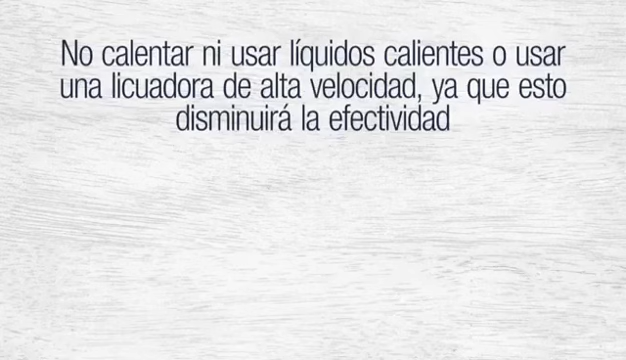 No calentar ni usar líquidos calientes o usar
una licuadora de alta velocidad, ya que esto
disminuirá la efectividad